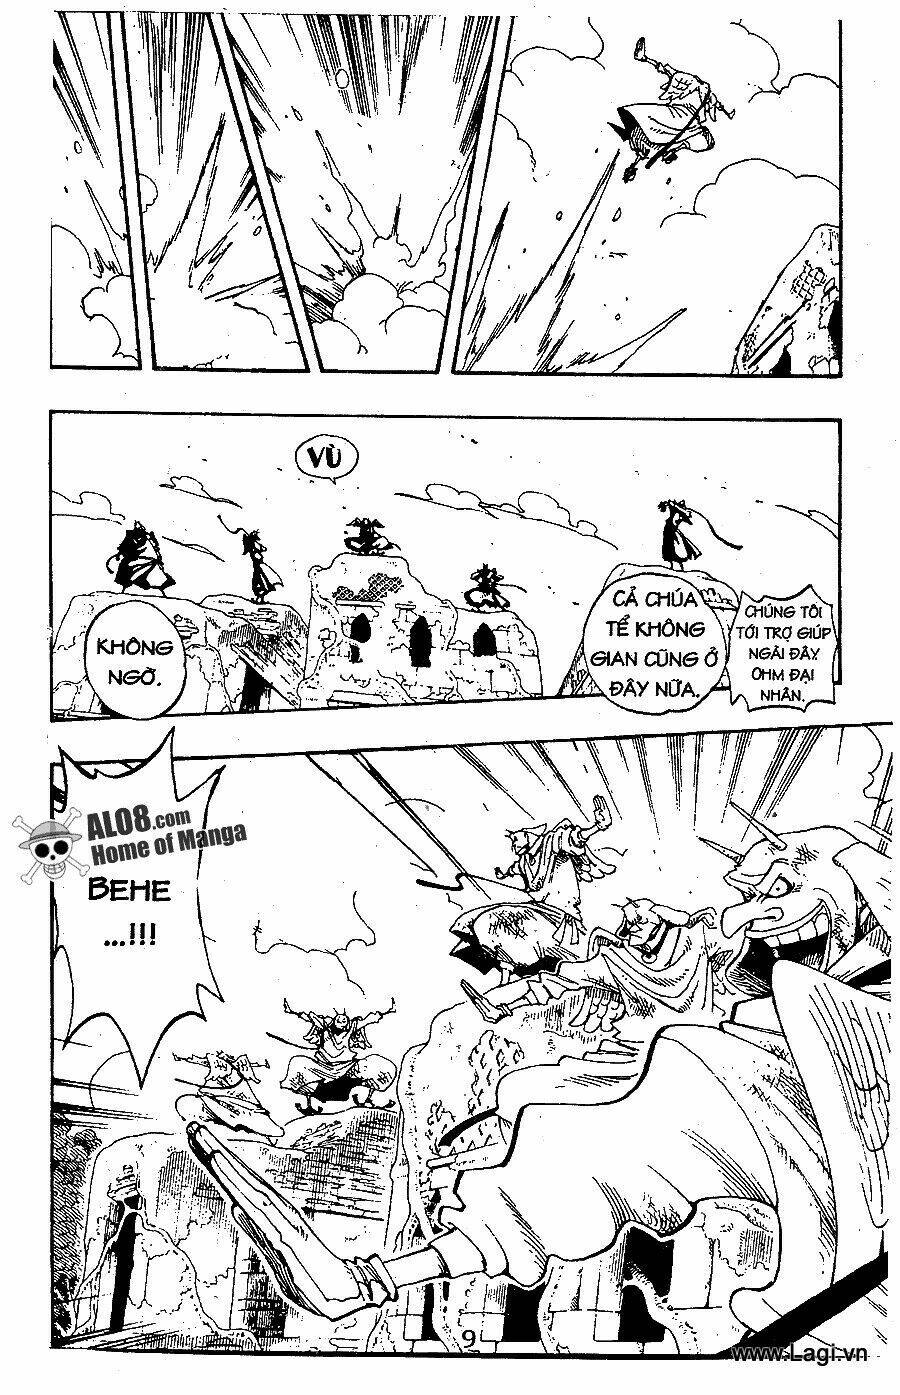 VÙ
CHÚNG TÔI
TỚI TRỢ GIÚP
NGÀI ĐÂY
OHM ĐẠI
NHÂN.
CẢ CHÚA
TỂ KHÔNG
GIAN CŨNG Ở
ĐÂY NỮA.
KHÔNG
NGỜ.
ALO8.com
Home of Manga
BEHE
...!!!
9
www.Lagi.vn